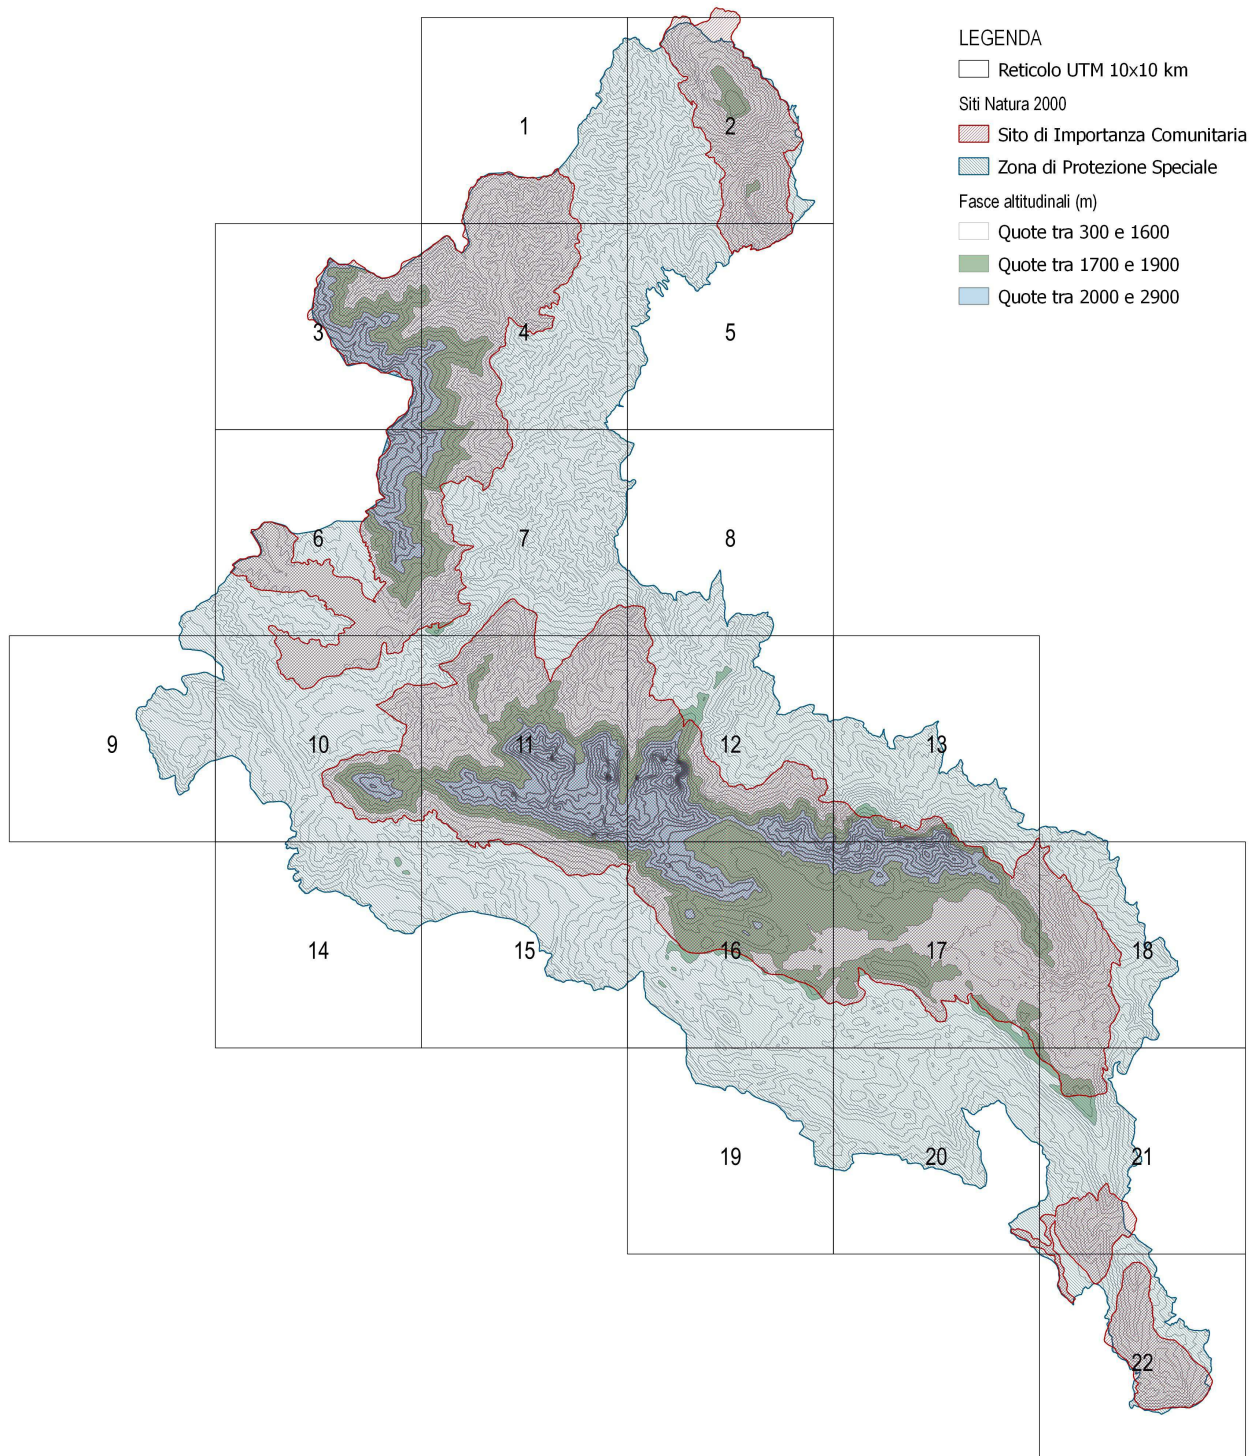 LEGENDA
Reticolo UTM 10x10 km
Siti Natura 2000
Sito di Importanza Comunitaria
Zona di Protezione Speciale
Fasce altitudinali (m)
Quote tra 300 e 1600
Quote tra 1700 e 1900
Quote tra 2000 e 2900
1
2
3
4
5
6
7
8
9
10
11
12
13
14
15
16
17
18
19
20
21
22